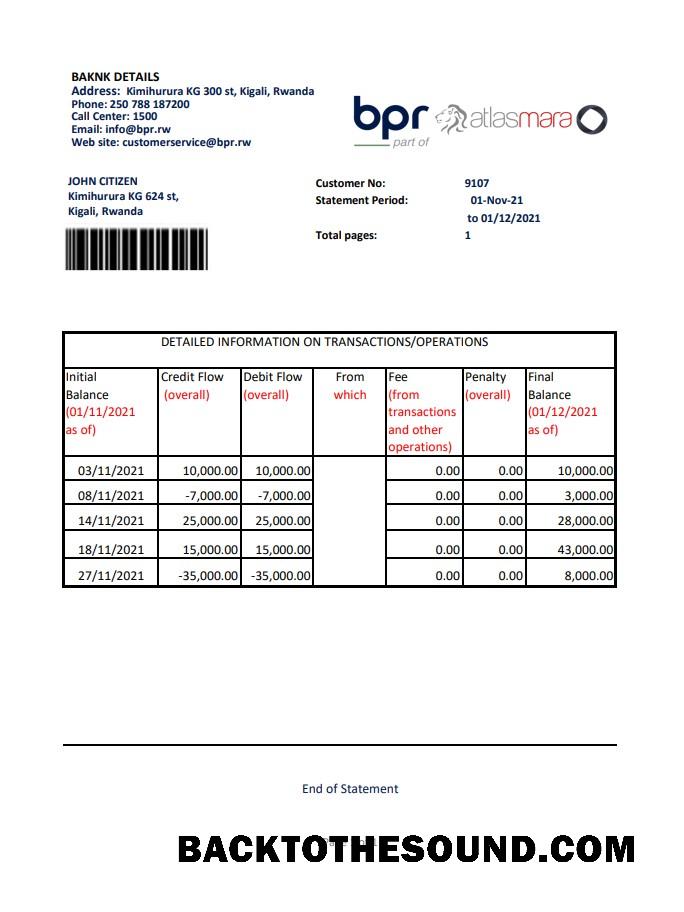 BAKNK DETAILS
Address: Kimihurura KG 300 st, Kigali, Rwanda
Phone: 250 788 187200
Call Center: 1500
Email: info@bpr.rw
Web site: customerservice@bpr.rw
bpr atlasmara
part of
JOHN CITIZEN
Kimihurura KG 624 st,
Kigali, Rwanda
Customer No: 9107
Statement Period: 01-Nov-21
to 01/12/2021
Total pages: 1
DETAILED INFORMATION ON TRANSACTIONS/OPERATIONS
Initial Balance (01/11/2021 as of) Credit Flow (overall) Debit Flow (overall) From which Fee (from transactions and other operations) Penalty (overall) Final Balance (01/12/2021 as of)
03/11/2021 10,000.00 10,000.00 0.00 0.00 10,000.00
08/11/2021 -7,000.00 -7,000.00 0.00 0.00 3,000.00
14/11/2021 25,000.00 25,000.00 0.00 0.00 28,000.00
18/11/2021 15,000.00 15,000.00 0.00 0.00 43,000.00
27/11/2021 -35,000.00 -35,000.00 0.00 0.00 8,000.00
End of Statement
BACKTOTHESOUND.COM